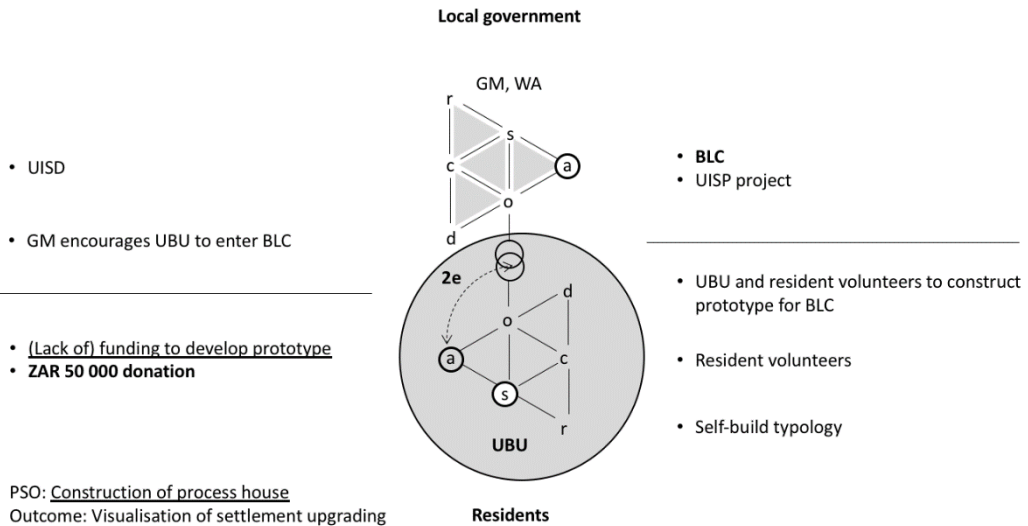 Local government
GM, WA
r
s
c
a
o
d
• UISD
• GM encourages UBU to enter BLC
• BLC
• UISP project
2e
d
o
a
c
s
r
UBU
• (Lack of) funding to develop prototype
• ZAR 50 000 donation
• UBU and resident volunteers to construct
prototype for BLC
• Resident volunteers
• Self-build typology
PSO: Construction of process house
Outcome: Visualisation of settlement upgrading
Residents